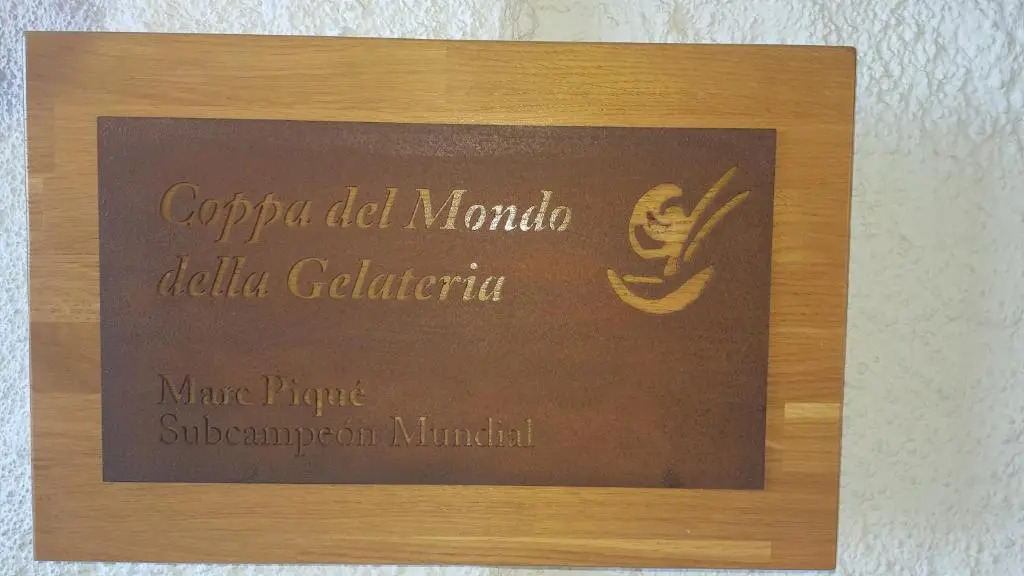 Coppa del Mondo
della Gelateria
Marc Piqué
Subcampeón Mundial